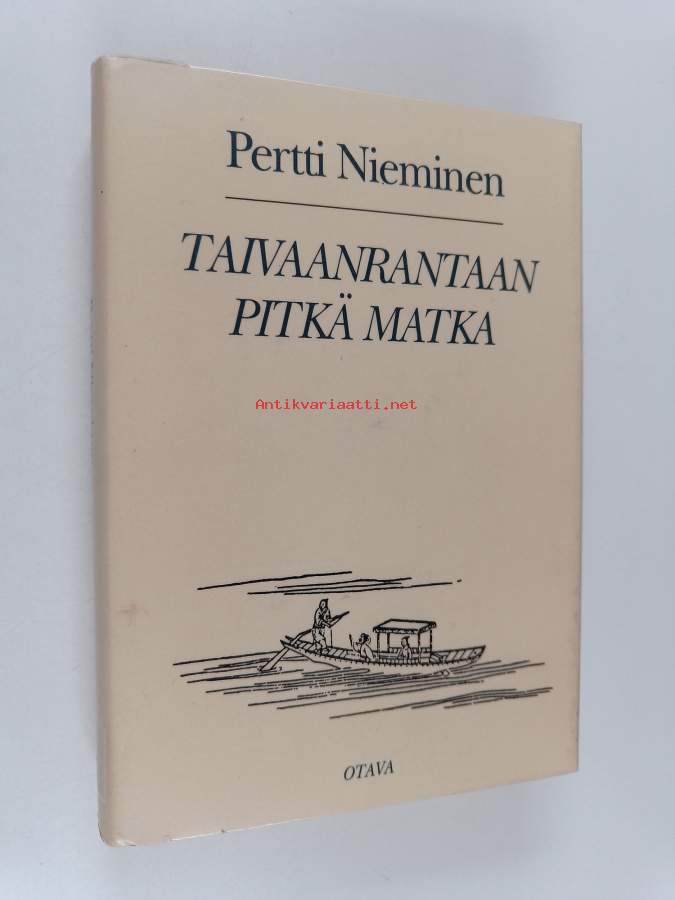 Pertti Nieminen
TAIVAANRANTAAN
PITKÄ MATKA
Antikvariaatti.net
OTAVA